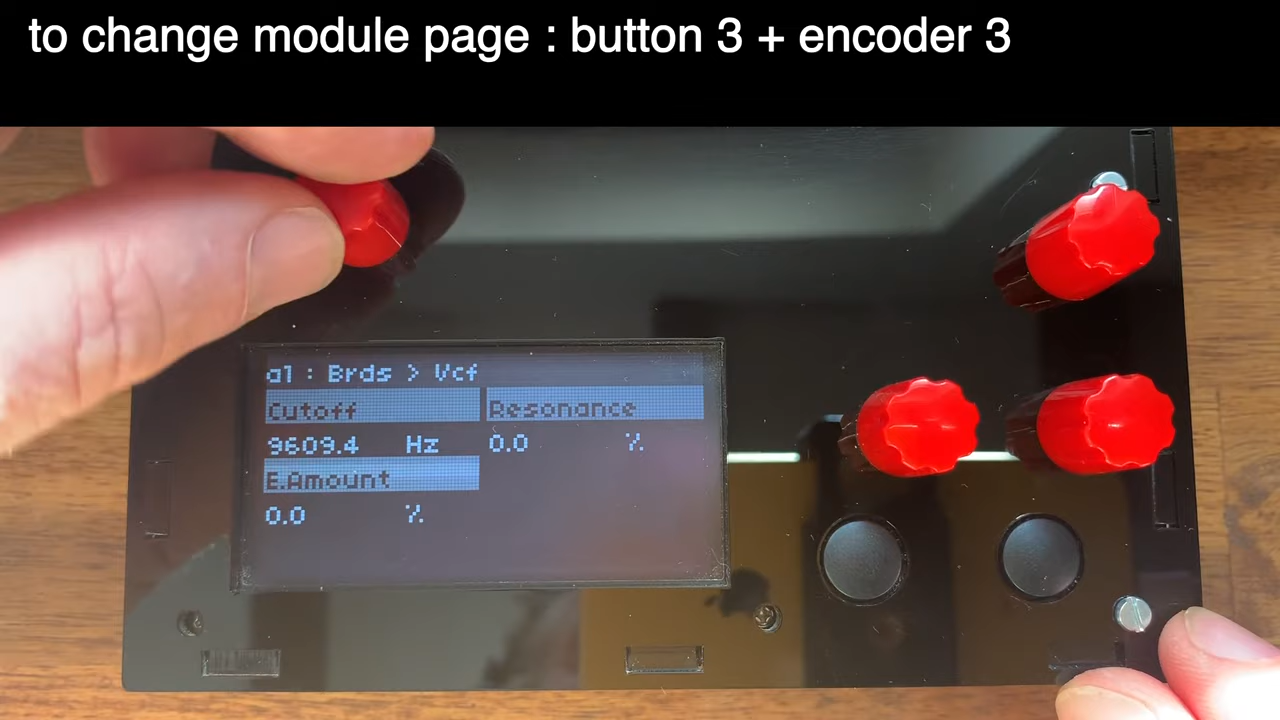 to change module page : button 3 + encoder 3
a1 : Brds > Vcf
Cutoff Resonance
9609.4 Hz 0.0 %
E.Amount
0.0 %